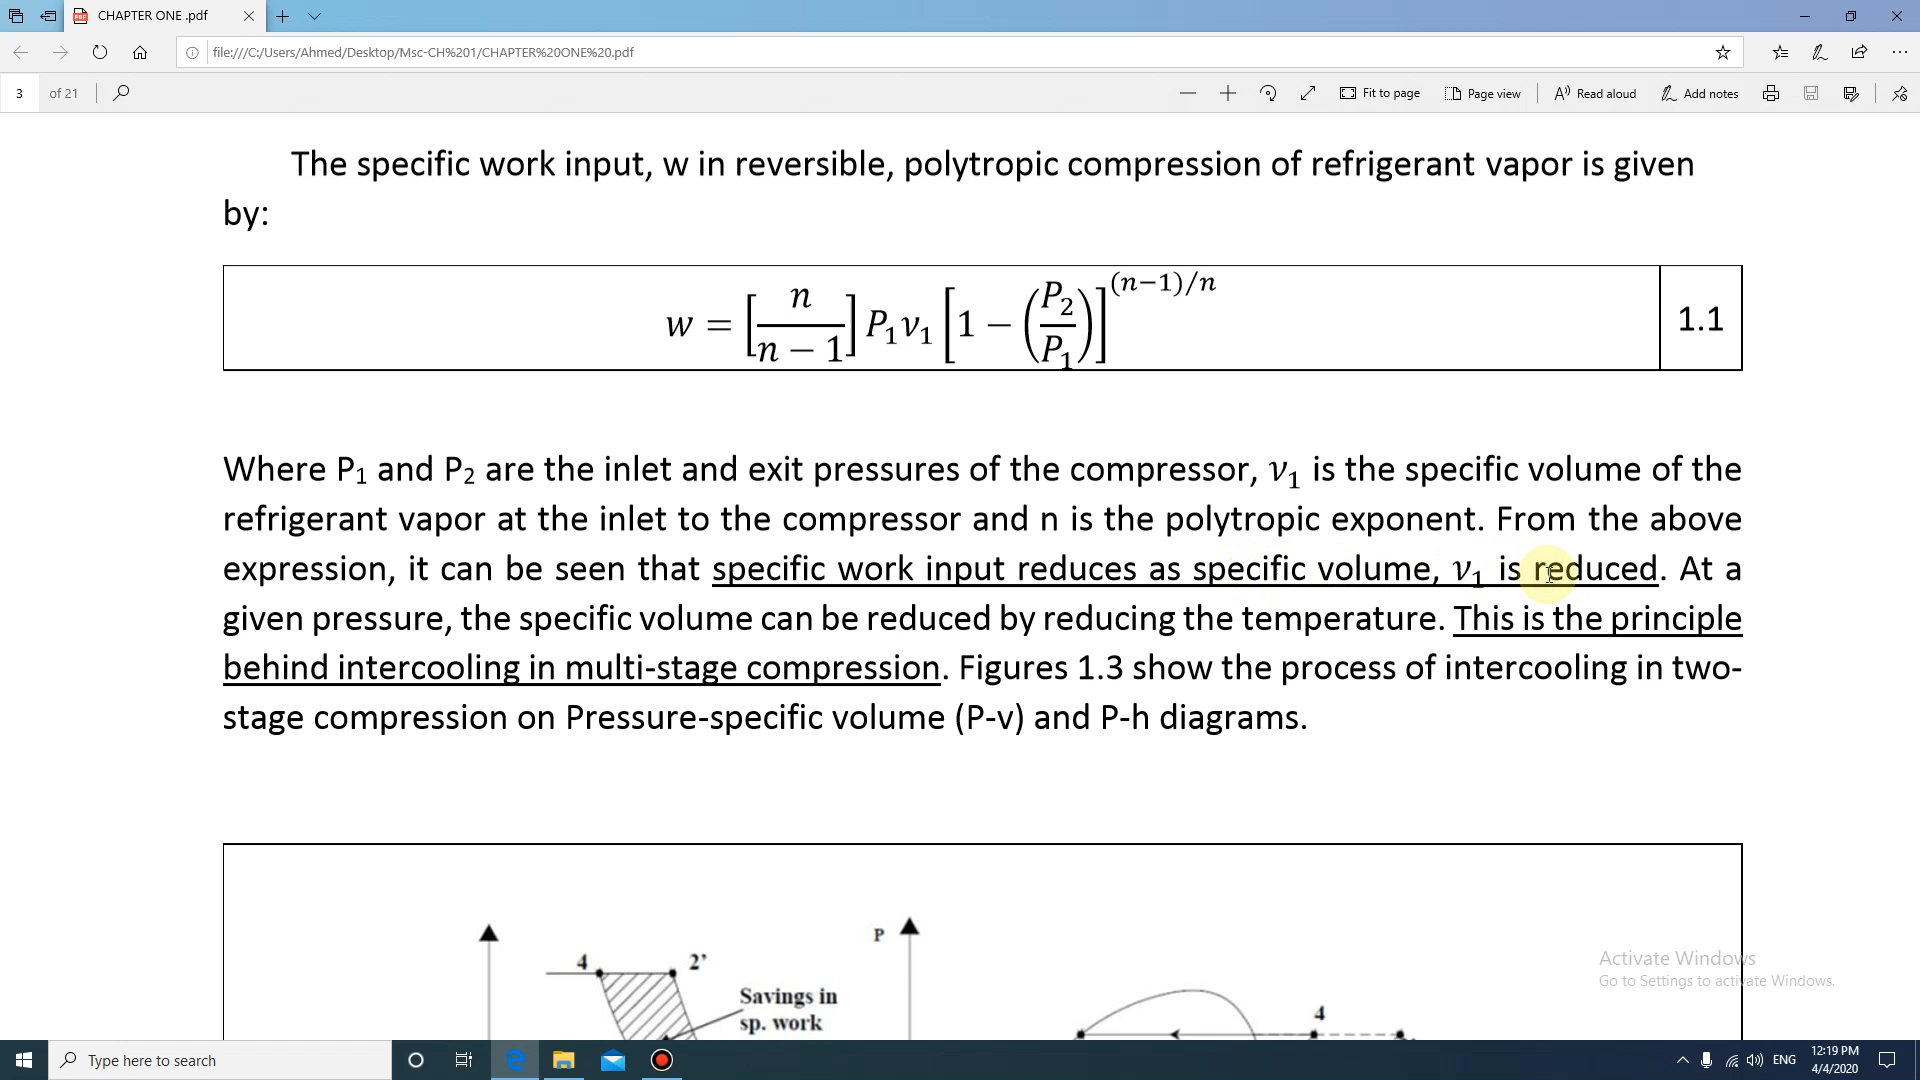 CHAPTER ONE .pdf
file:///C:/Users/Ahmed/Desktop/Msc-CH%201/CHAPTER%20ONE%20.pdf
3 of 21 Fit to page Page view Read aloud Add notes
The specific work input, w in reversible, polytropic compression of refrigerant vapor is given
by:
w = [n/(n − 1)] P₁ν₁ [1 − (P₂/P₁)]^(n−1)/n 1.1
Where P₁ and P₂ are the inlet and exit pressures of the compressor, ν₁ is the specific volume of the
refrigerant vapor at the inlet to the compressor and n is the polytropic exponent. From the above
expression, it can be seen that specific work input reduces as specific volume, ν₁ is reduced. At a
given pressure, the specific volume can be reduced by reducing the temperature. This is the principle
behind intercooling in multi-stage compression. Figures 1.3 show the process of intercooling in two-
stage compression on Pressure-specific volume (P-v) and P-h diagrams.
4 2’
Savings in
sp. work
P
4
Activate Windows
Go to Settings to activate Windows.
Type here to search
ENG
12:19 PM
4/4/2020